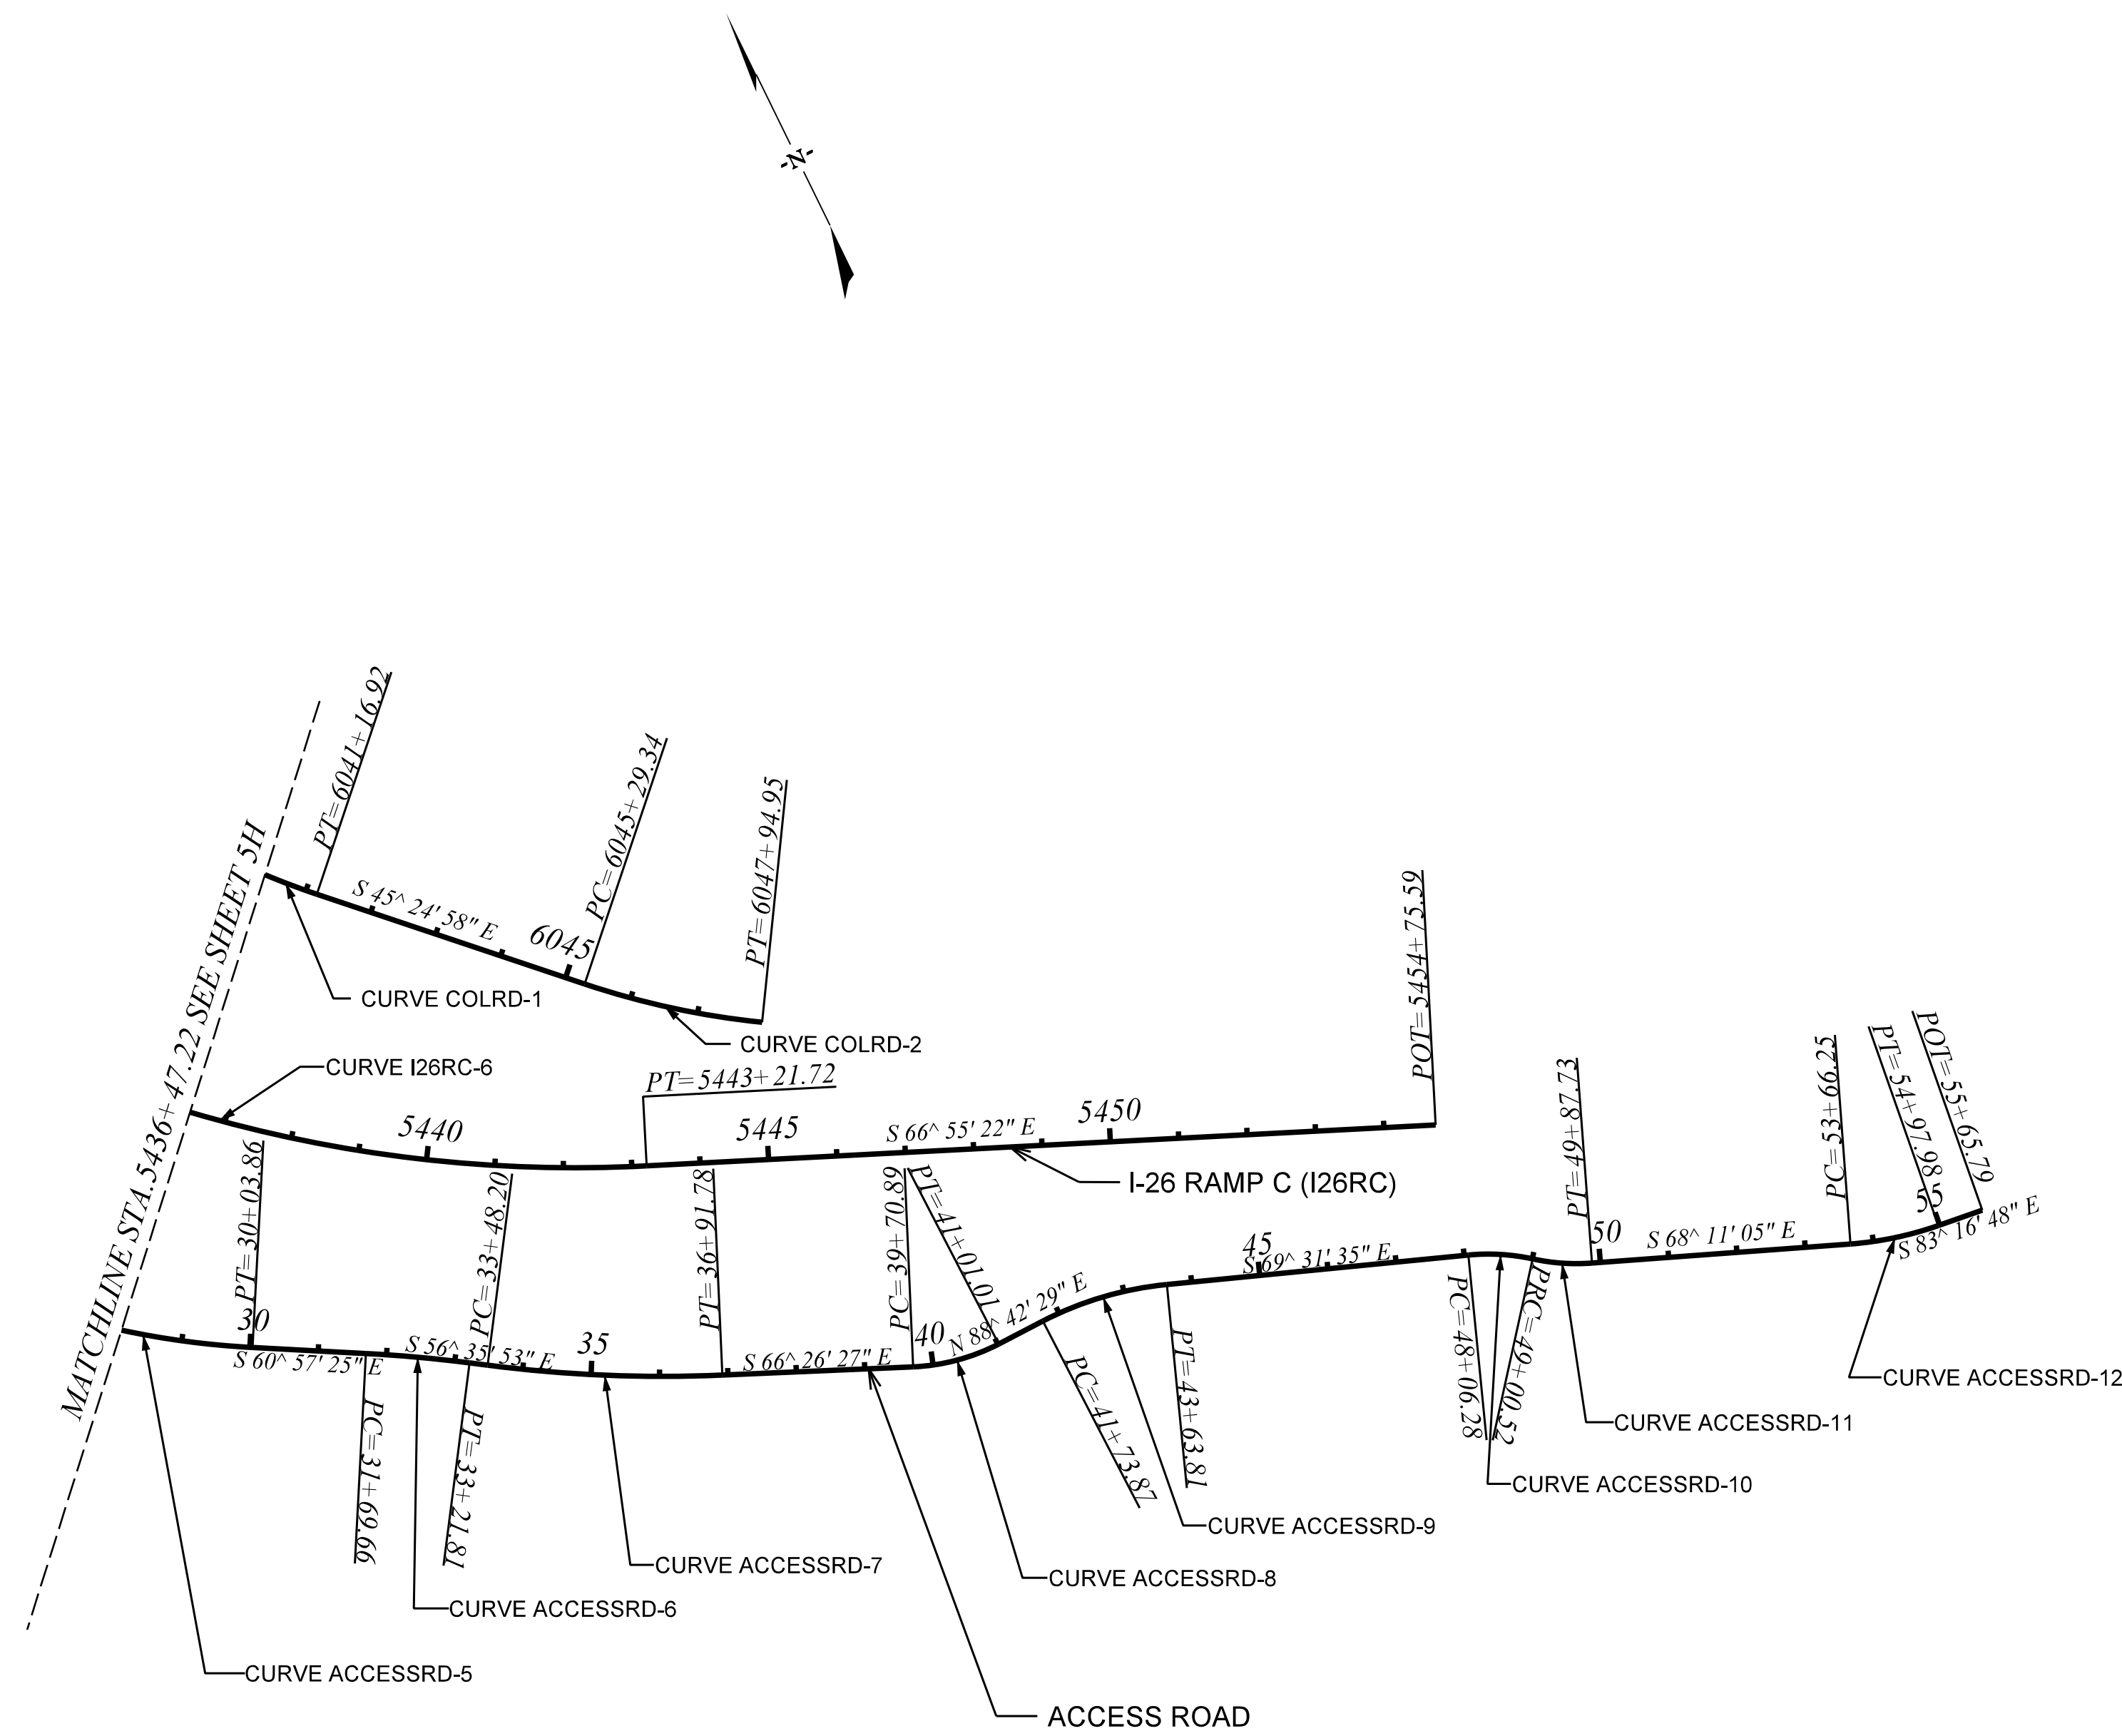 -N-
MATCHLINE STA.5436+47.22 SEE SHEET 5H
PT=6041+16.92
S 45^ 24' 58" E
6045
PC=6045+29.34
PT=6047+94.95
CURVE COLRD-1
CURVE COLRD-2
CURVE I26RC-6
5440
PT=5443+21.72
5445
S 66^ 55' 22" E
5450
POT=5454+75.59
I-26 RAMP C (I26RC)
PT=30+03.86
30
S 60^ 57' 25" E
PC=31+69.66
S 56^ 35' 53" E
PT=33+21.81
PC=33+48.20
35
PT=36+91.78
S 66^ 26' 27" E
PC=39+70.89
40
PT=41+01.01
N 88^ 42' 29" E
PC=41+73.87
PT=43+63.81
45
S 69^ 31' 35" E
PC=48+06.28
PRC=49+00.52
PT=49+87.73
50
S 68^ 11' 05" E
PC=53+66.25
PT=54+97.98
55
POT=55+65.79
S 83^ 16' 48" E
CURVE ACCESSRD-12
CURVE ACCESSRD-11
CURVE ACCESSRD-10
CURVE ACCESSRD-9
CURVE ACCESSRD-8
CURVE ACCESSRD-7
CURVE ACCESSRD-6
CURVE ACCESSRD-5
ACCESS ROAD